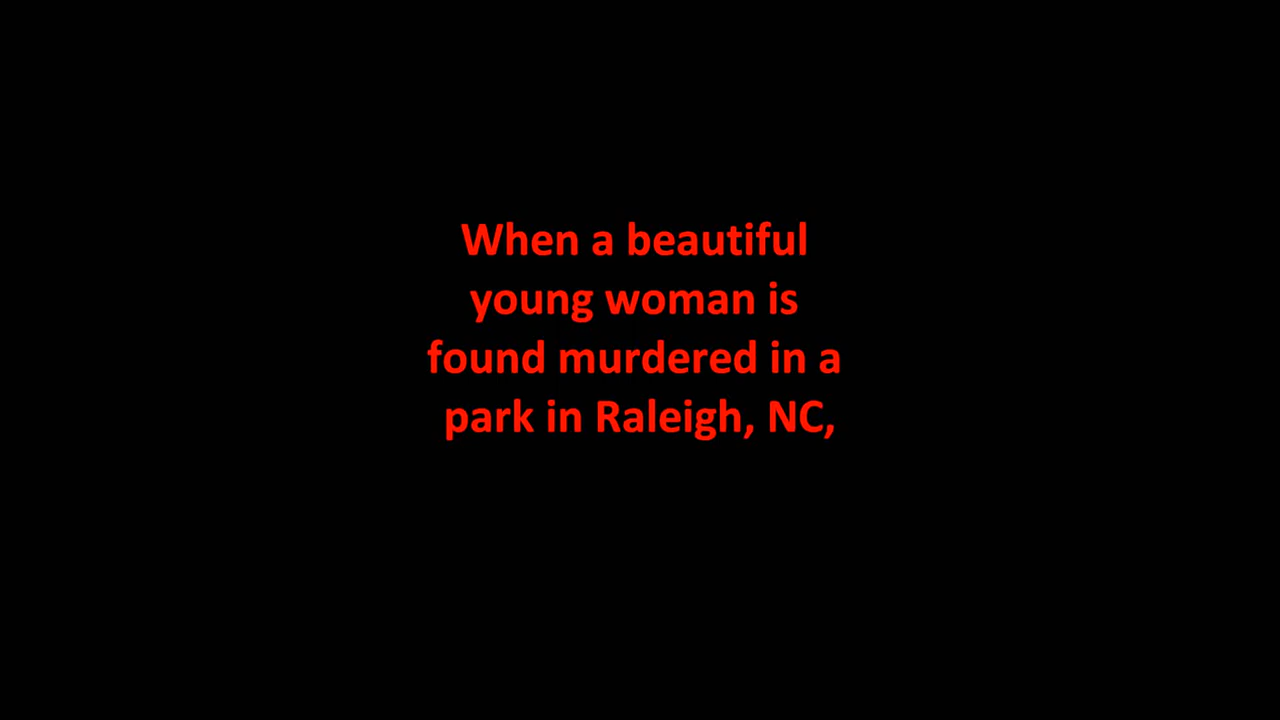 When a beautiful
young woman is
found murdered in a
park in Raleigh, NC,